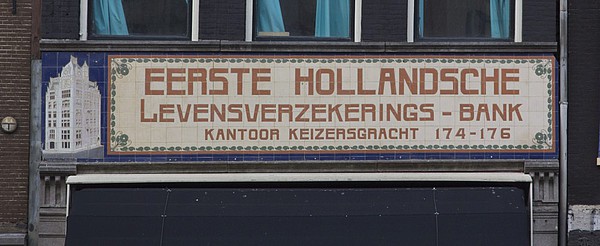 EERSTE HOLLANDSCHE
LEVENSVERZEKERINGS - BANK
KANTOOR KEIZERSGRACHT 174-176